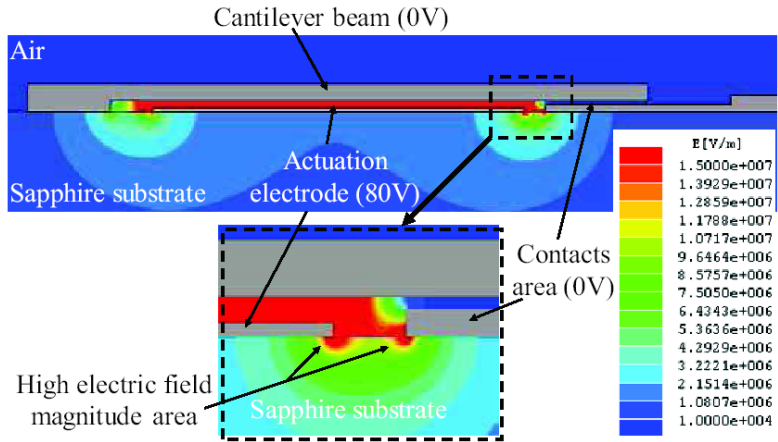 Cantilever beam (0V)
Air
Actuation
electrode (80V)
Sapphire substrate
E[V/m]
1.5000e+007
1.3929e+007
1.2859e+007
1.1788e+007
1.0717e+007
9.6464e+006
8.5757e+006
7.5050e+006
6.4343e+006
5.3636e+006
4.2929e+006
3.2221e+006
2.1514e+006
1.0807e+006
1.0000e+004
Contacts
area (0V)
High electric field
magnitude area
Sapphire substrate